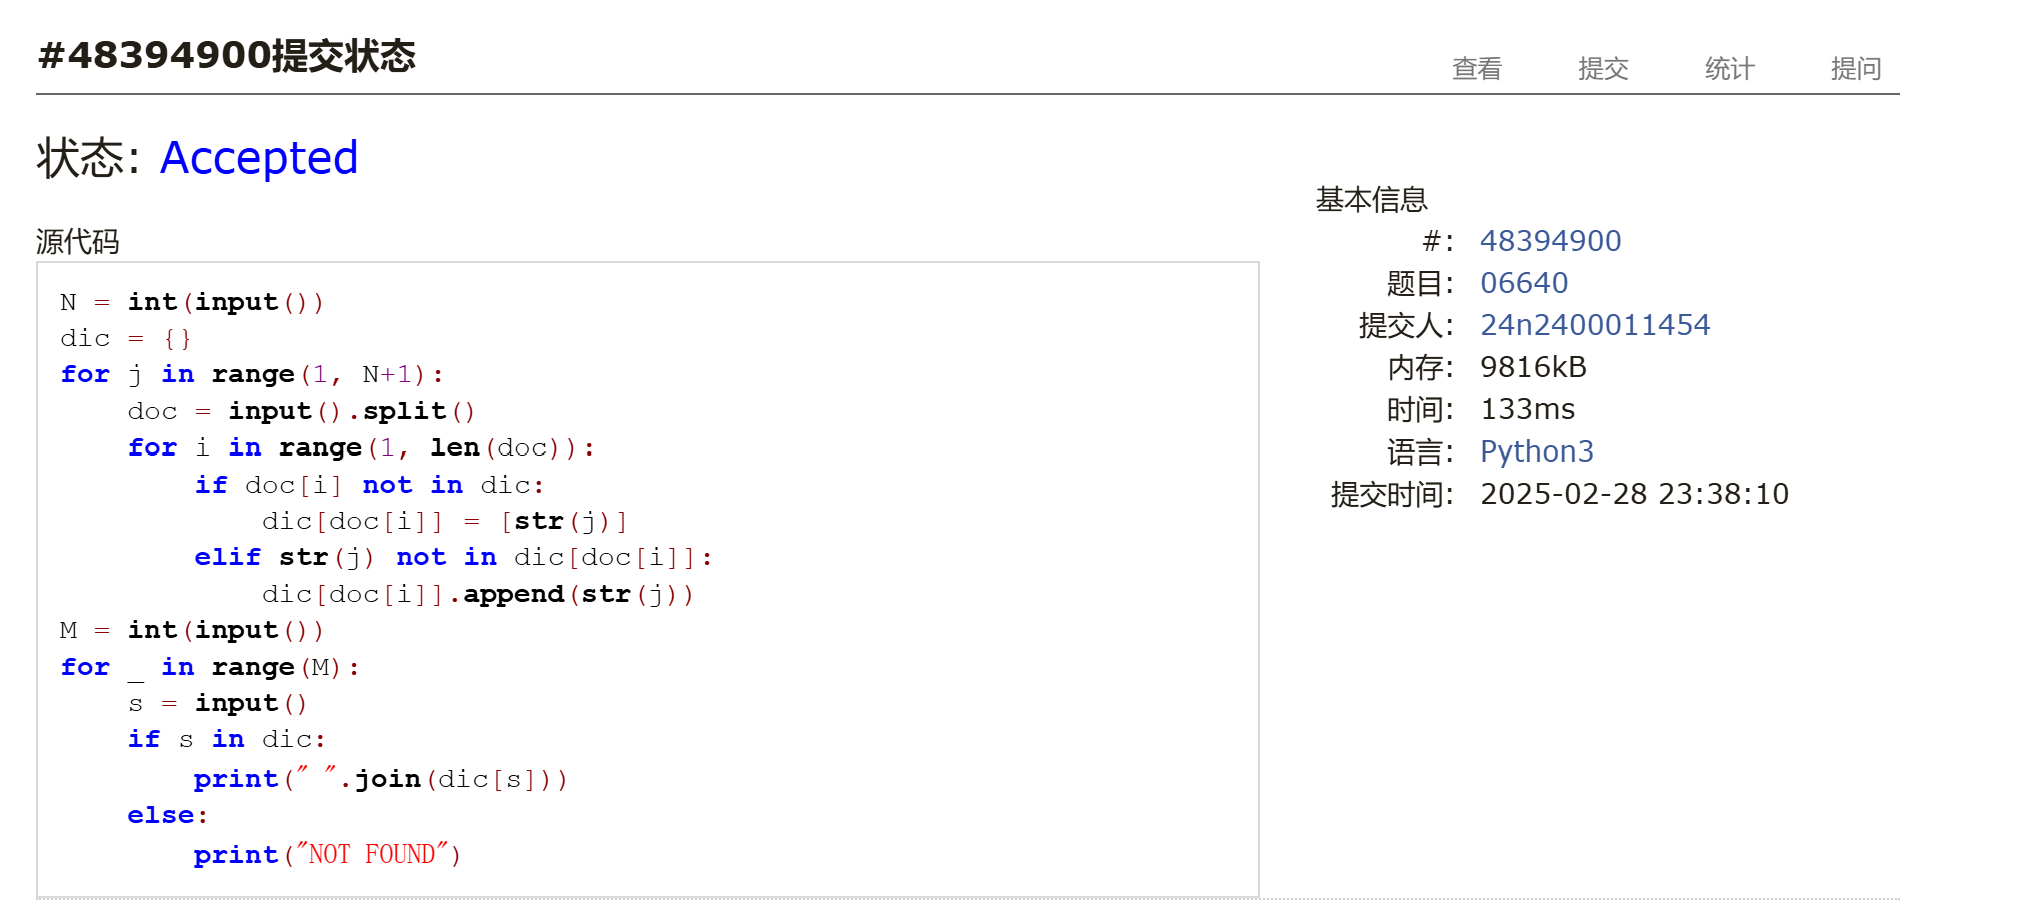 #48394900提交状态
查看 提交 统计 提问
状态: Accepted
源代码
N = int(input())
dic = {}
for j in range(1, N+1):
    doc = input().split()
    for i in range(1, len(doc)):
        if doc[i] not in dic:
            dic[doc[i]] = [str(j)]
        elif str(j) not in dic[doc[i]]:
            dic[doc[i]].append(str(j))
M = int(input())
for _ in range(M):
    s = input()
    if s in dic:
        print(" ".join(dic[s]))
    else:
        print("NOT FOUND")
基本信息
#: 48394900
题目: 06640
提交人: 24n2400011454
内存: 9816kB
时间: 133ms
语言: Python3
提交时间: 2025-02-28 23:38:10